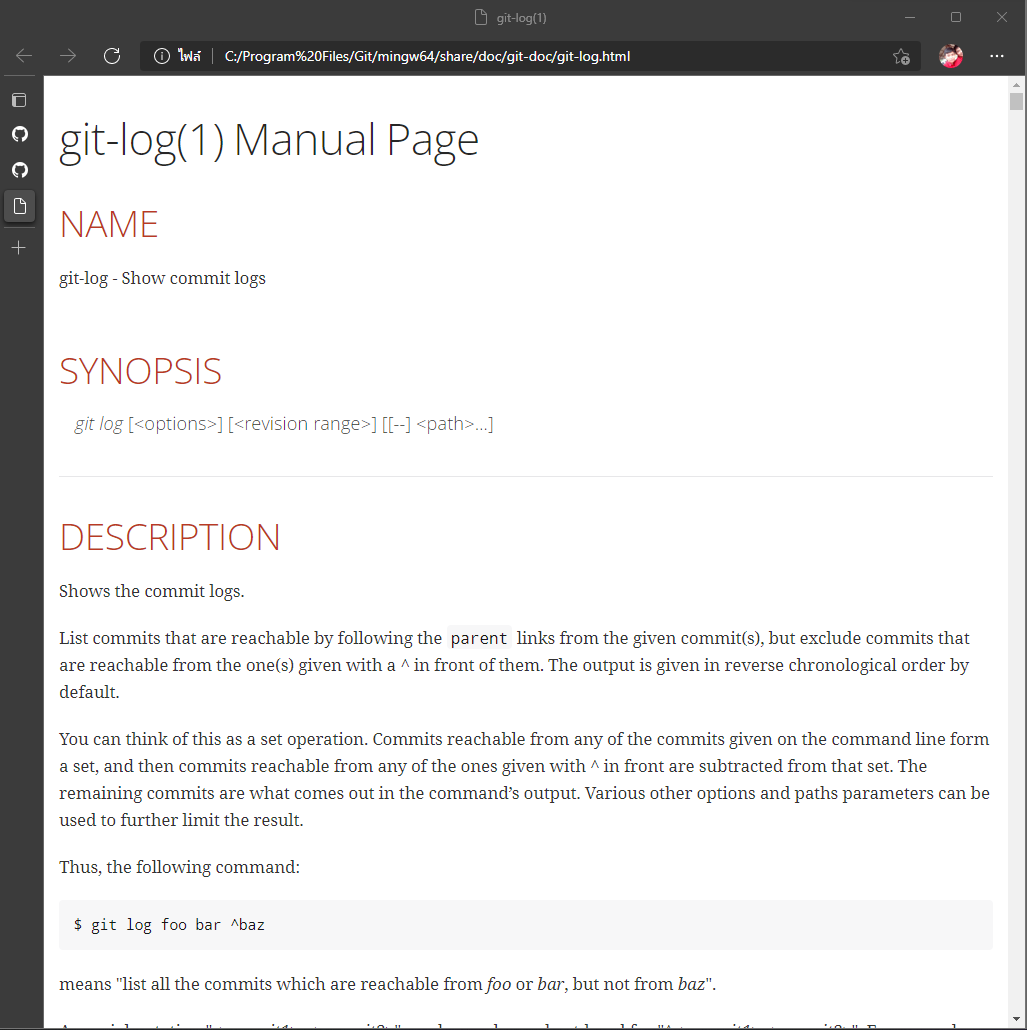 git-log(1)
ไฟล์ C:/Program%20Files/Git/mingw64/share/doc/git-doc/git-log.html
git-log(1) Manual Page
NAME
git-log - Show commit logs
SYNOPSIS
git log [<options>] [<revision range>] [[--] <path>…]
DESCRIPTION
Shows the commit logs.
List commits that are reachable by following the parent links from the given commit(s), but exclude commits that
are reachable from the one(s) given with a ^ in front of them. The output is given in reverse chronological order by
default.
You can think of this as a set operation. Commits reachable from any of the commits given on the command line form
a set, and then commits reachable from any of the ones given with ^ in front are subtracted from that set. The
remaining commits are what comes out in the command’s output. Various other options and paths parameters can be
used to further limit the result.
Thus, the following command:
$ git log foo bar ^baz
means "list all the commits which are reachable from foo or bar, but not from baz".